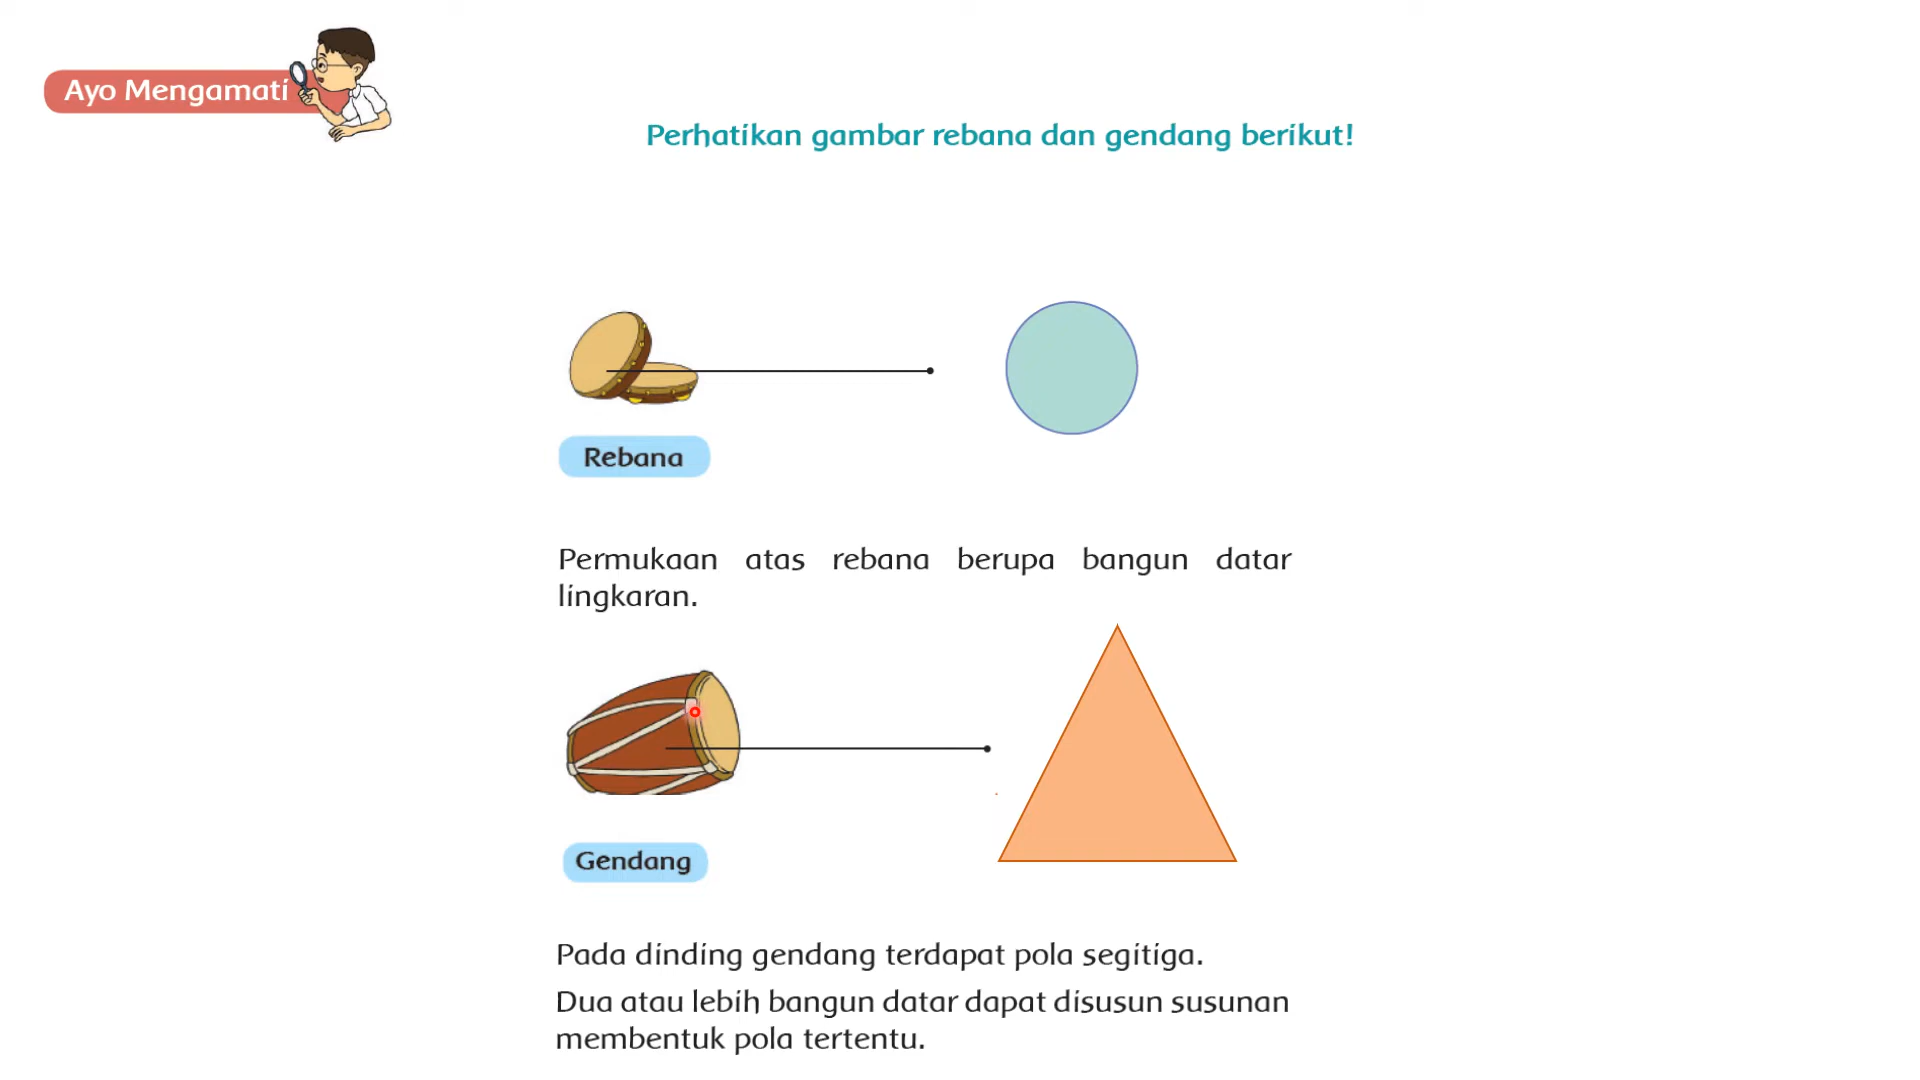 Ayo Mengamati
Perhatikan gambar rebana dan gendang berikut!
Rebana
Permukaan atas rebana berupa bangun datar
lingkaran.
Gendang
Pada dinding gendang terdapat pola segitiga.
Dua atau lebih bangun datar dapat disusun susunan
membentuk pola tertentu.